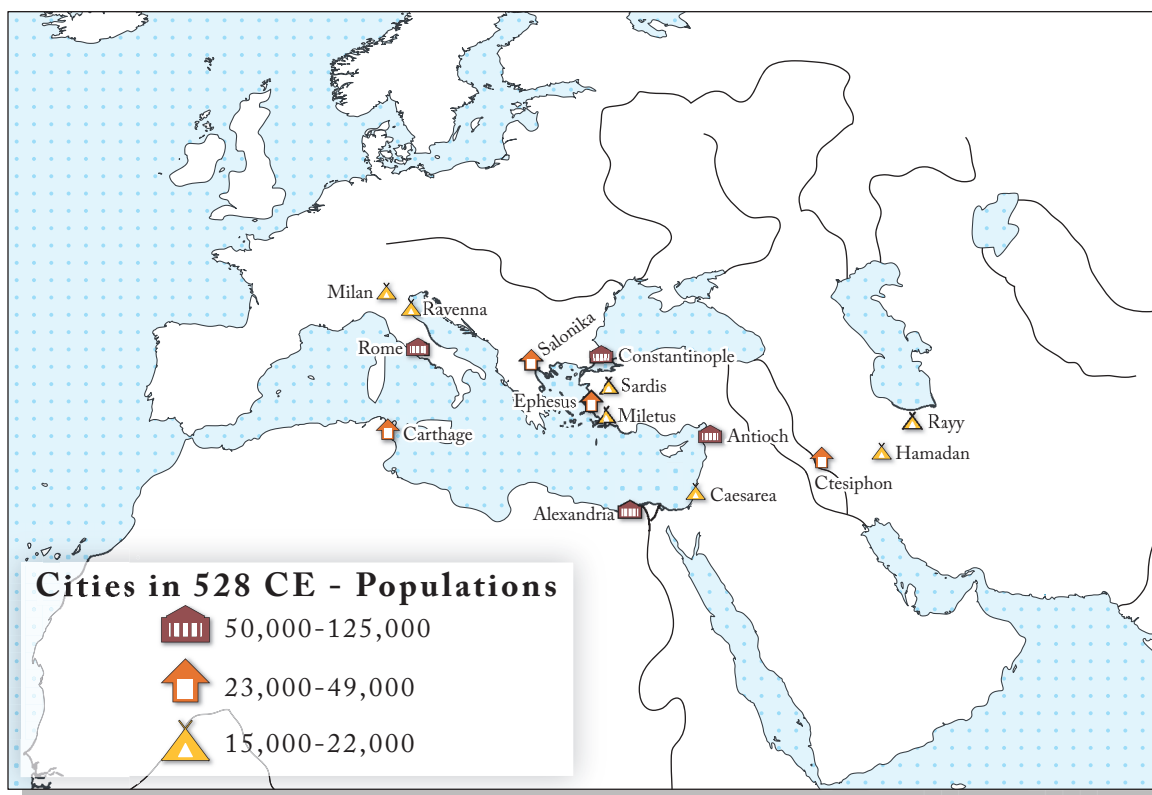 Milan
Ravenna
Salonika
Rome
Constantinople
Sardis
Ephesus
Miletus
Carthage
Antioch
Rayy
Hamadan
Ctesiphon
Caesarea
Alexandria
Cities in 528 CE - Populations
50,000-125,000
23,000-49,000
15,000-22,000